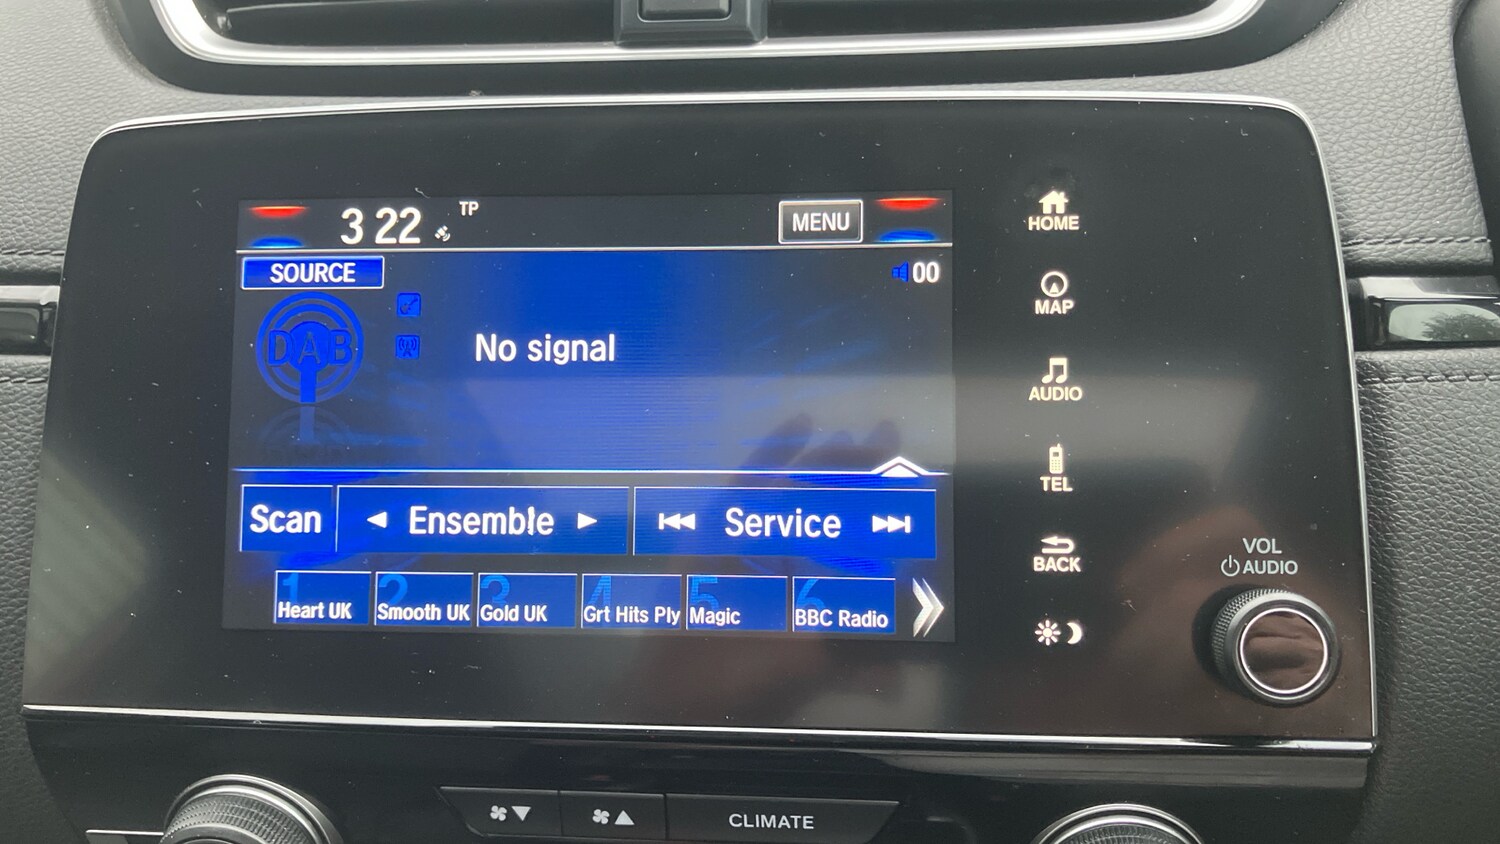 3 22
TP
MENU
SOURCE
00
DAB
No signal
Scan
Ensemble
Service
1
Heart UK
2
Smooth UK
3
Gold UK
4
Grt Hits Ply
5
Magic
6
BBC Radio
HOME
MAP
AUDIO
TEL
BACK
VOL
AUDIO
CLIMATE